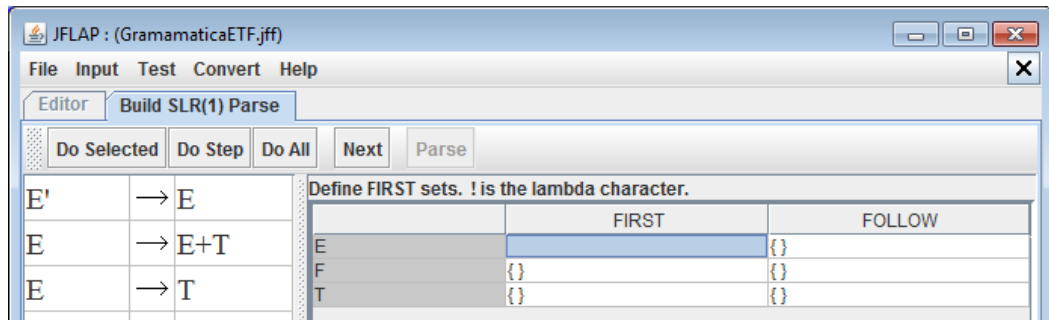 JFLAP : (GramamaticaETF.jff)
File Input Test Convert Help
Editor Build SLR(1) Parse
Do Selected Do Step Do All Next Parse
Define FIRST sets. ! is the lambda character.
E' → E
E → E+T
E → T
FIRST FOLLOW
E { }
F { } { }
T { } { }